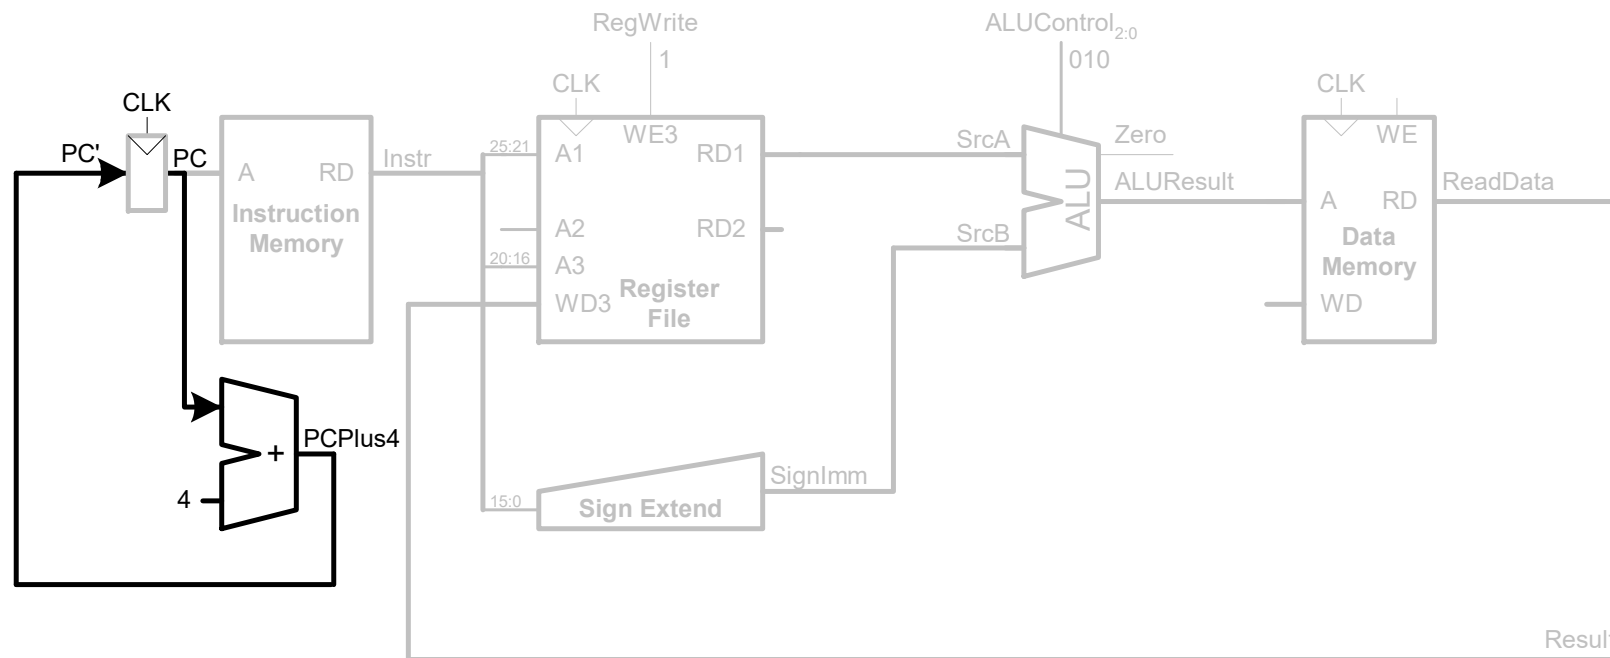 RegWrite
1
ALUControl2:0
010
CLK
PC'
PC
A
RD
Instruction
Memory
Instr
25:21
20:16
15:0
CLK
WE3
A1
RD1
A2
RD2
A3
Register
WD3
File
SrcA
SrcB
ALU
Zero
ALUResult
CLK
WE
A
RD
Data
Memory
WD
ReadData
+
PCPlus4
4
SignImm
Sign Extend
Resul